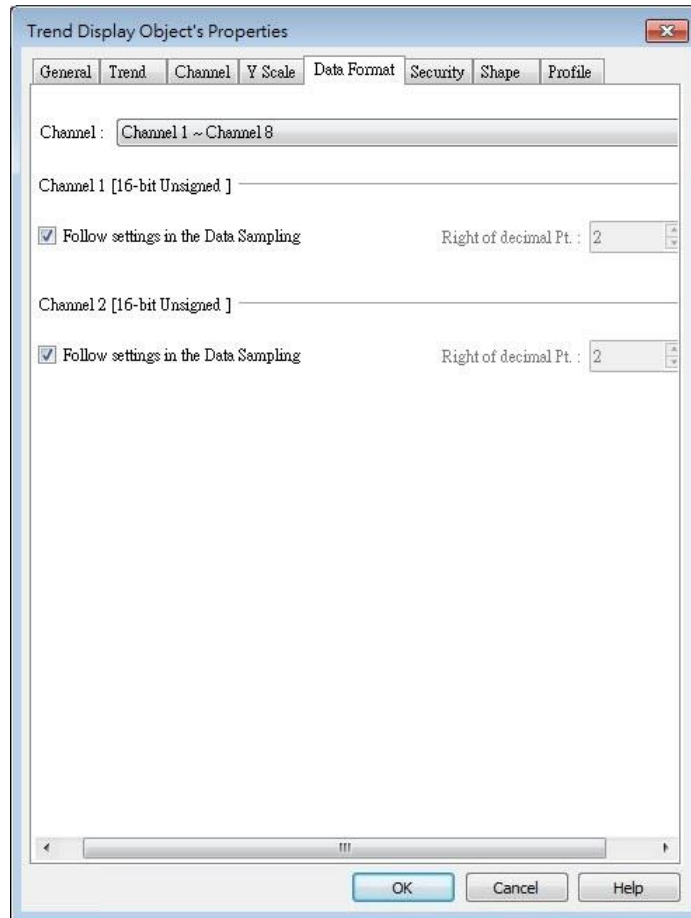 Trend Display Object's Properties
General Trend Channel Y Scale Data Format Security Shape Profile
Channel : Channel 1 ~ Channel 8
Channel 1 [16-bit Unsigned ]
Follow settings in the Data Sampling Right of decimal Pt. : 2
Channel 2 [16-bit Unsigned ]
Follow settings in the Data Sampling Right of decimal Pt. : 2
OK Cancel Help